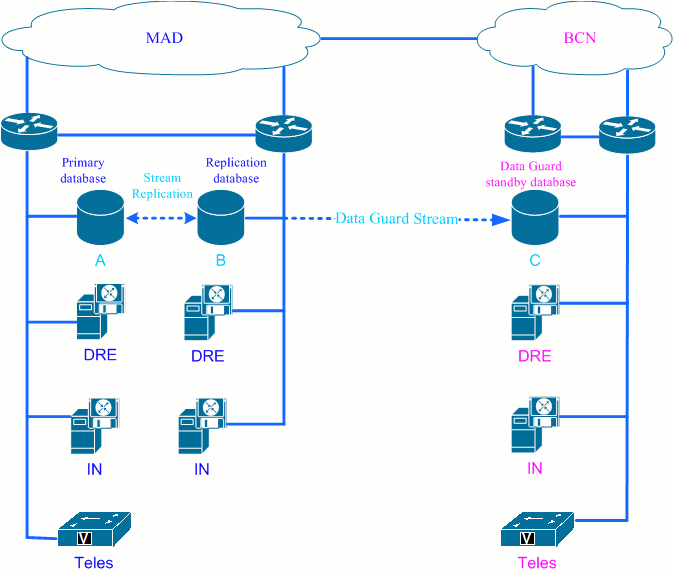 MAD
BCN
Primary
database
Stream
Replication
Replication
database
Data Guard
standby database
Data Guard Stream
A
B
C
DRE
DRE
DRE
IN
IN
IN
V
Teles
V
Teles